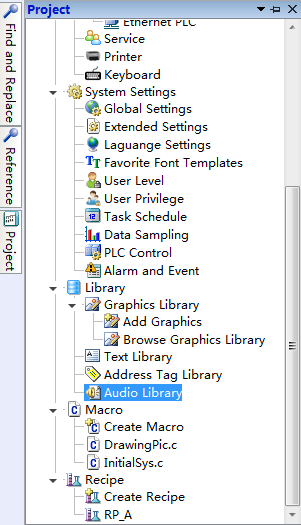 Project
Find and Replace
Reference
Project
Ethernet PLC
Service
Printer
Keyboard
System Settings
Global Settings
Extended Settings
Laguange Settings
Favorite Font Templates
User Level
User Privilege
Task Schedule
Data Sampling
PLC Control
Alarm and Event
Library
Graphics Library
Add Graphics
Browse Graphics Library
Text Library
Address Tag Library
Audio Library
Macro
Create Macro
DrawingPic.c
InitialSys.c
Recipe
Create Recipe
RP_A